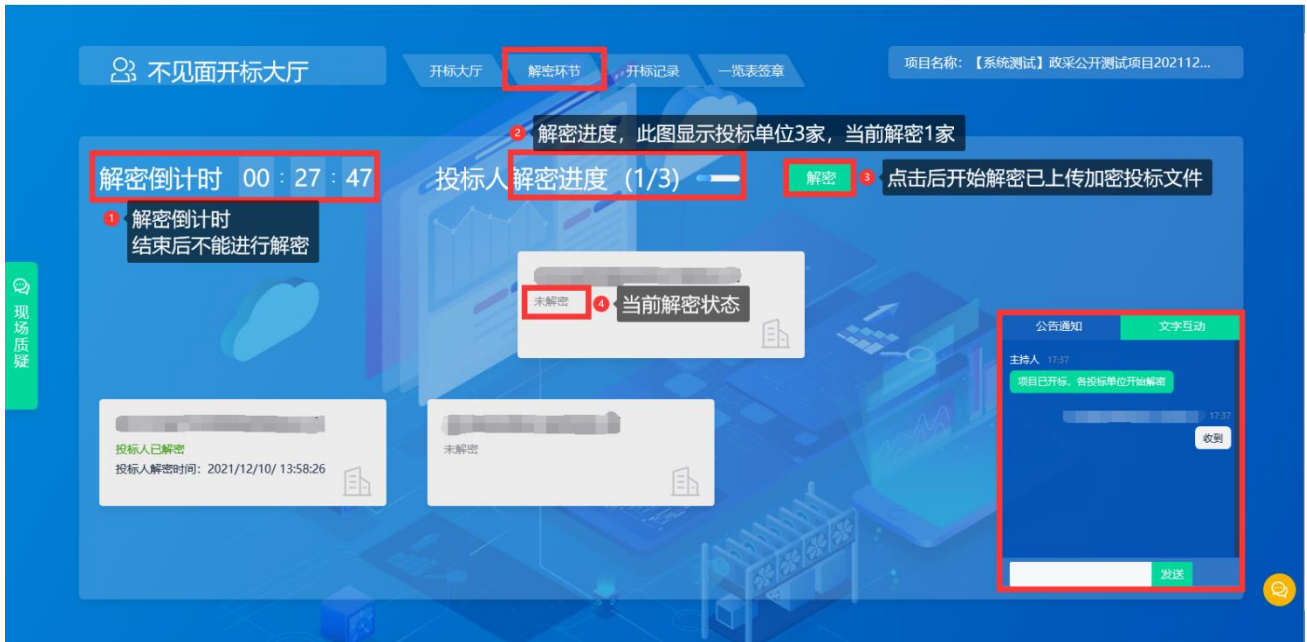 不见面开标大厅
开标大厅
解密环节
开标记录
一览表签章
项目名称：【系统测试】政采公开测试项目202112...
2 解密进度，此图显示投标单位3家，当前解密1家
解密倒计时 00 : 27 : 47
投标人解密进度（1/3）
解密
3 点击后开始解密已上传加密投标文件
1 解密倒计时
结束后不能进行解密
现场质疑
未解密
4 当前解密状态
公告通知
文字互动
主持人 17:37
项目已开标，各投标单位开始解密
17:37
收到
投标人已解密
投标人解密时间：2021/12/10/ 13:58:26
未解密
发送